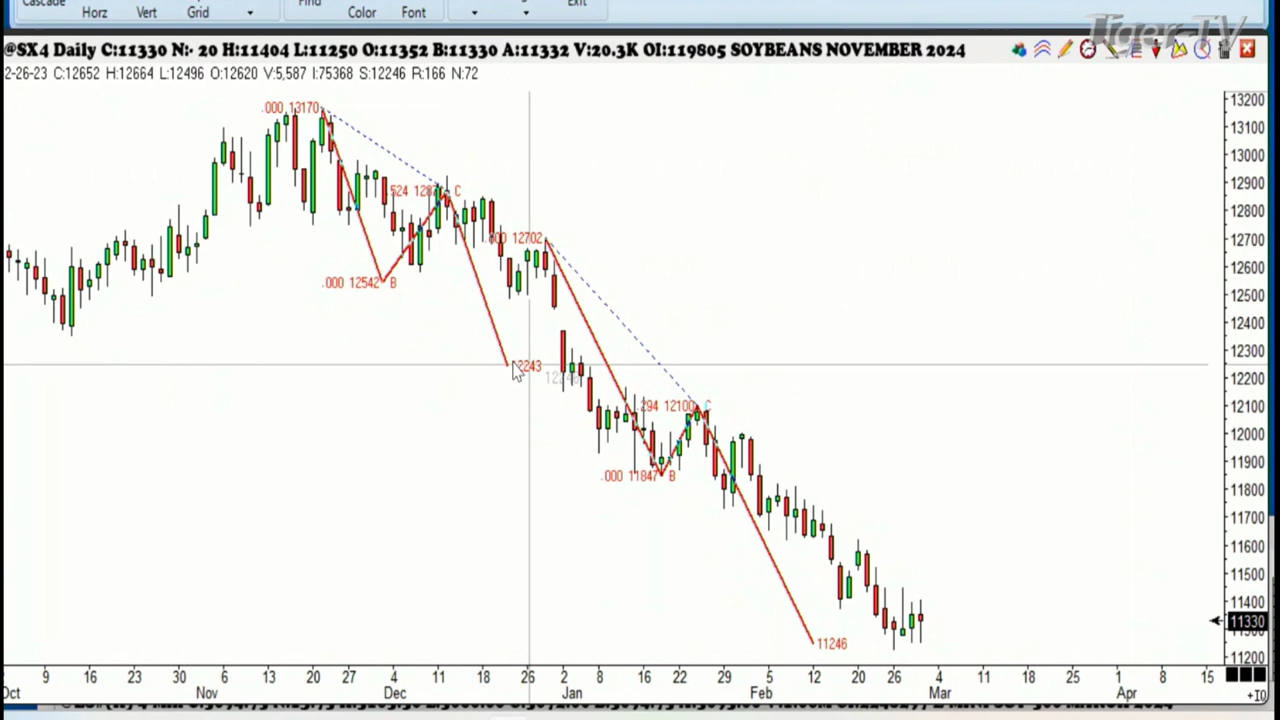 Cascade Horz Vert Grid Find Color Font Exit
Tiger-TV
@SX4 Daily C:11330 N:- 20 H:11404 L:11250 O:11352 B:11330 A:11332 V:20.3K OI:119805 SOYBEANS NOVEMBER 2024
2-26-23 C:12652 H:12664 L:12496 O:12620 V:5,587 I:75368 S:12246 R:166 N:72
.000 13170
C
.000 12542 B
12702
.294 12100 C
.000 11847 B
11246
13200
13100
13000
12900
12800
12700
12600
12500
12400
12300
12200
12100
12000
11900
11800
11700
11600
11500
11400
11330
11200
9 16 23 30 6 13 20 27 4 11 18 26 2 8 16 22 29 5 12 20 26 4 11 18 25 1 8 15
Oct Nov Dec Jan Feb Mar Apr
+IO